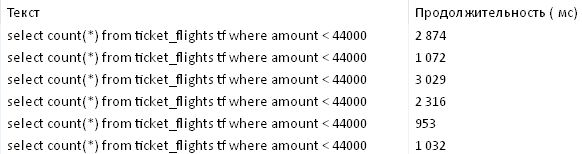 Текст Продолжительность ( мс)
select count(*) from ticket_flights tf where amount < 44000 2 874
select count(*) from ticket_flights tf where amount < 44000 1 072
select count(*) from ticket_flights tf where amount < 44000 3 029
select count(*) from ticket_flights tf where amount < 44000 2 316
select count(*) from ticket_flights tf where amount < 44000 953
select count(*) from ticket_flights tf where amount < 44000 1 032